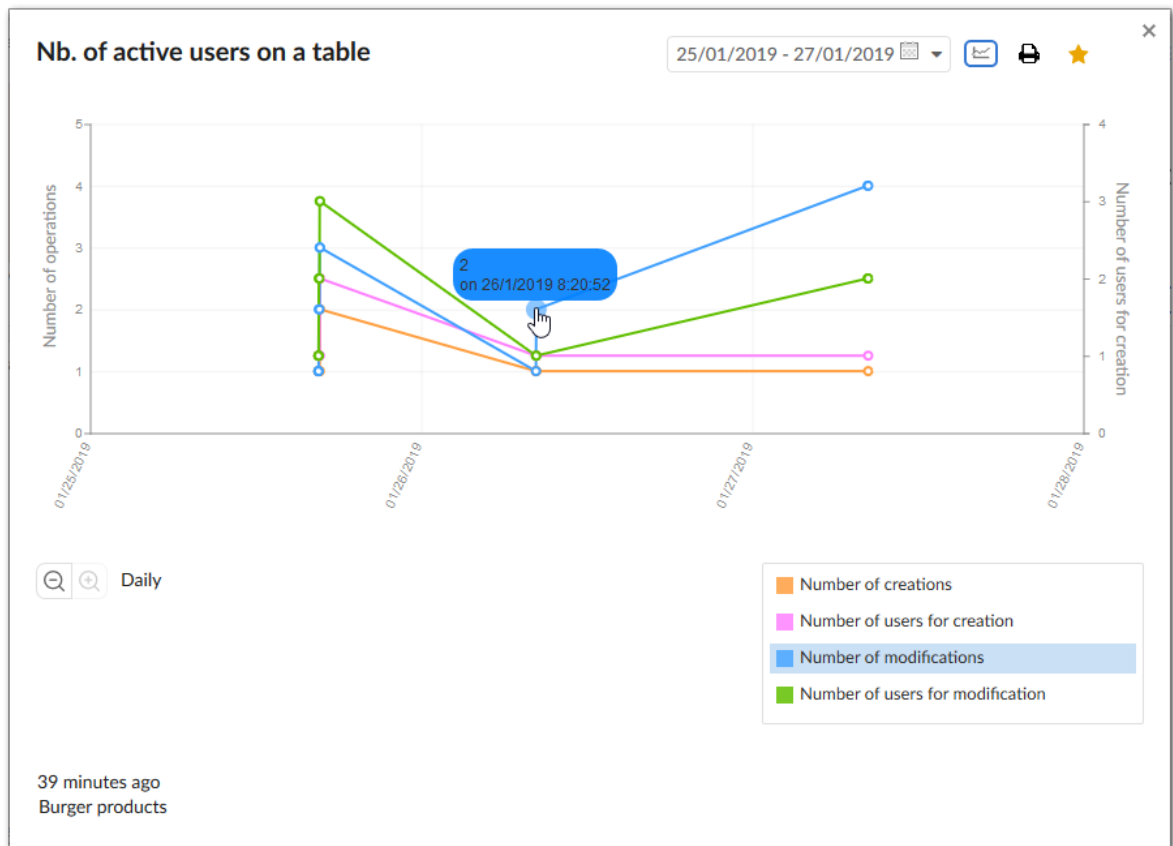 ×
Nb. of active users on a table
25/01/2019 - 27/01/2019
5
4
3
2
1
0
Number of operations
4
3
2
1
0
Number of users for creation
2
on 26/1/2019 8:20:52
01/25/2019
01/26/2019
01/27/2019
01/28/2019
Daily
Number of creations
Number of users for creation
Number of modifications
Number of users for modification
39 minutes ago
Burger products